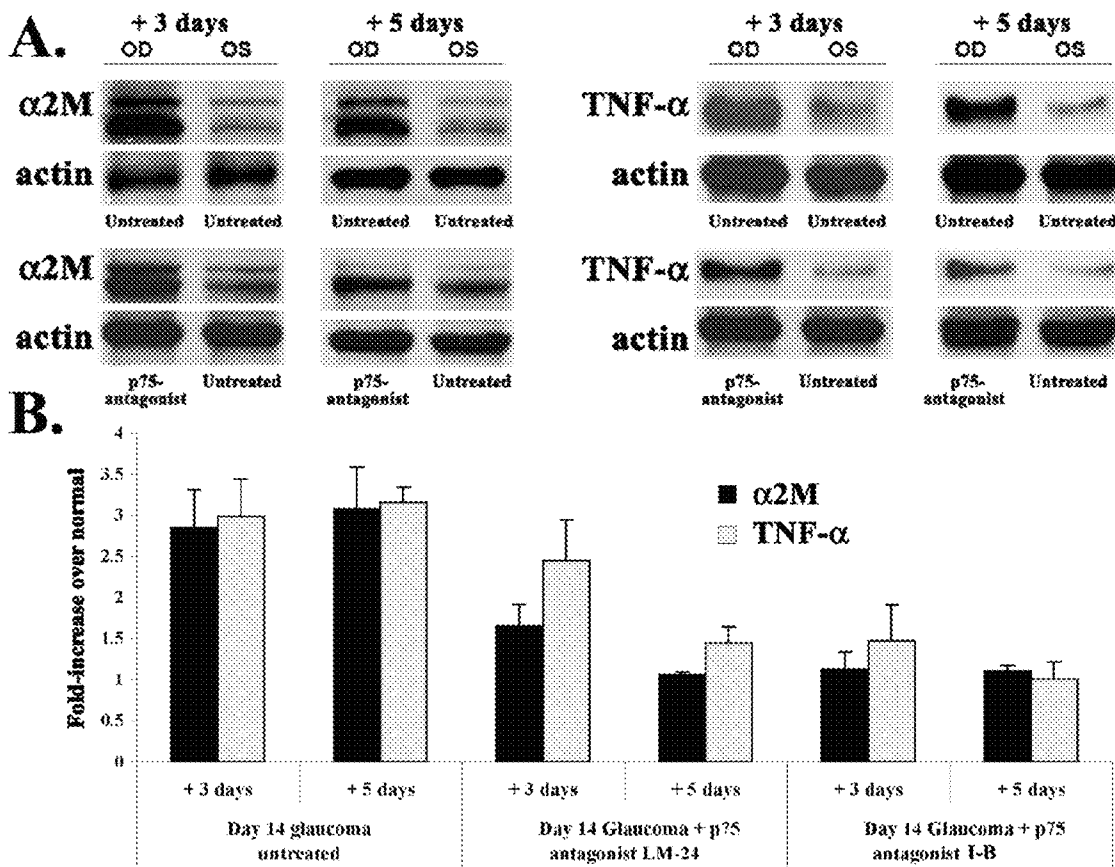 A.
+ 3 days
+ 5 days
+ 3 days
+ 5 days
OD OS
OD OS
OD OS
OD OS
α2M
TNF-α
actin
actin
Untreated Untreated
Untreated Untreated
Untreated Untreated
Untreated Untreated
α2M
TNF-α
actin
actin
p75-antagonist Untreated
p75-antagonist Untreated
p75-antagonist Untreated
p75-antagonist Untreated
B.
Fold-increase over normal
4
3.5
3
2.5
2
1.5
1
0.5
0
α2M
TNF-α
+ 3 days
+ 5 days
+ 3 days
+ 5 days
+ 3 days
+ 5 days
Day 14 glaucoma
untreated
Day 14 Glaucoma + p75
antagonist LM-24
Day 14 Glaucoma + p75
antagonist I-B